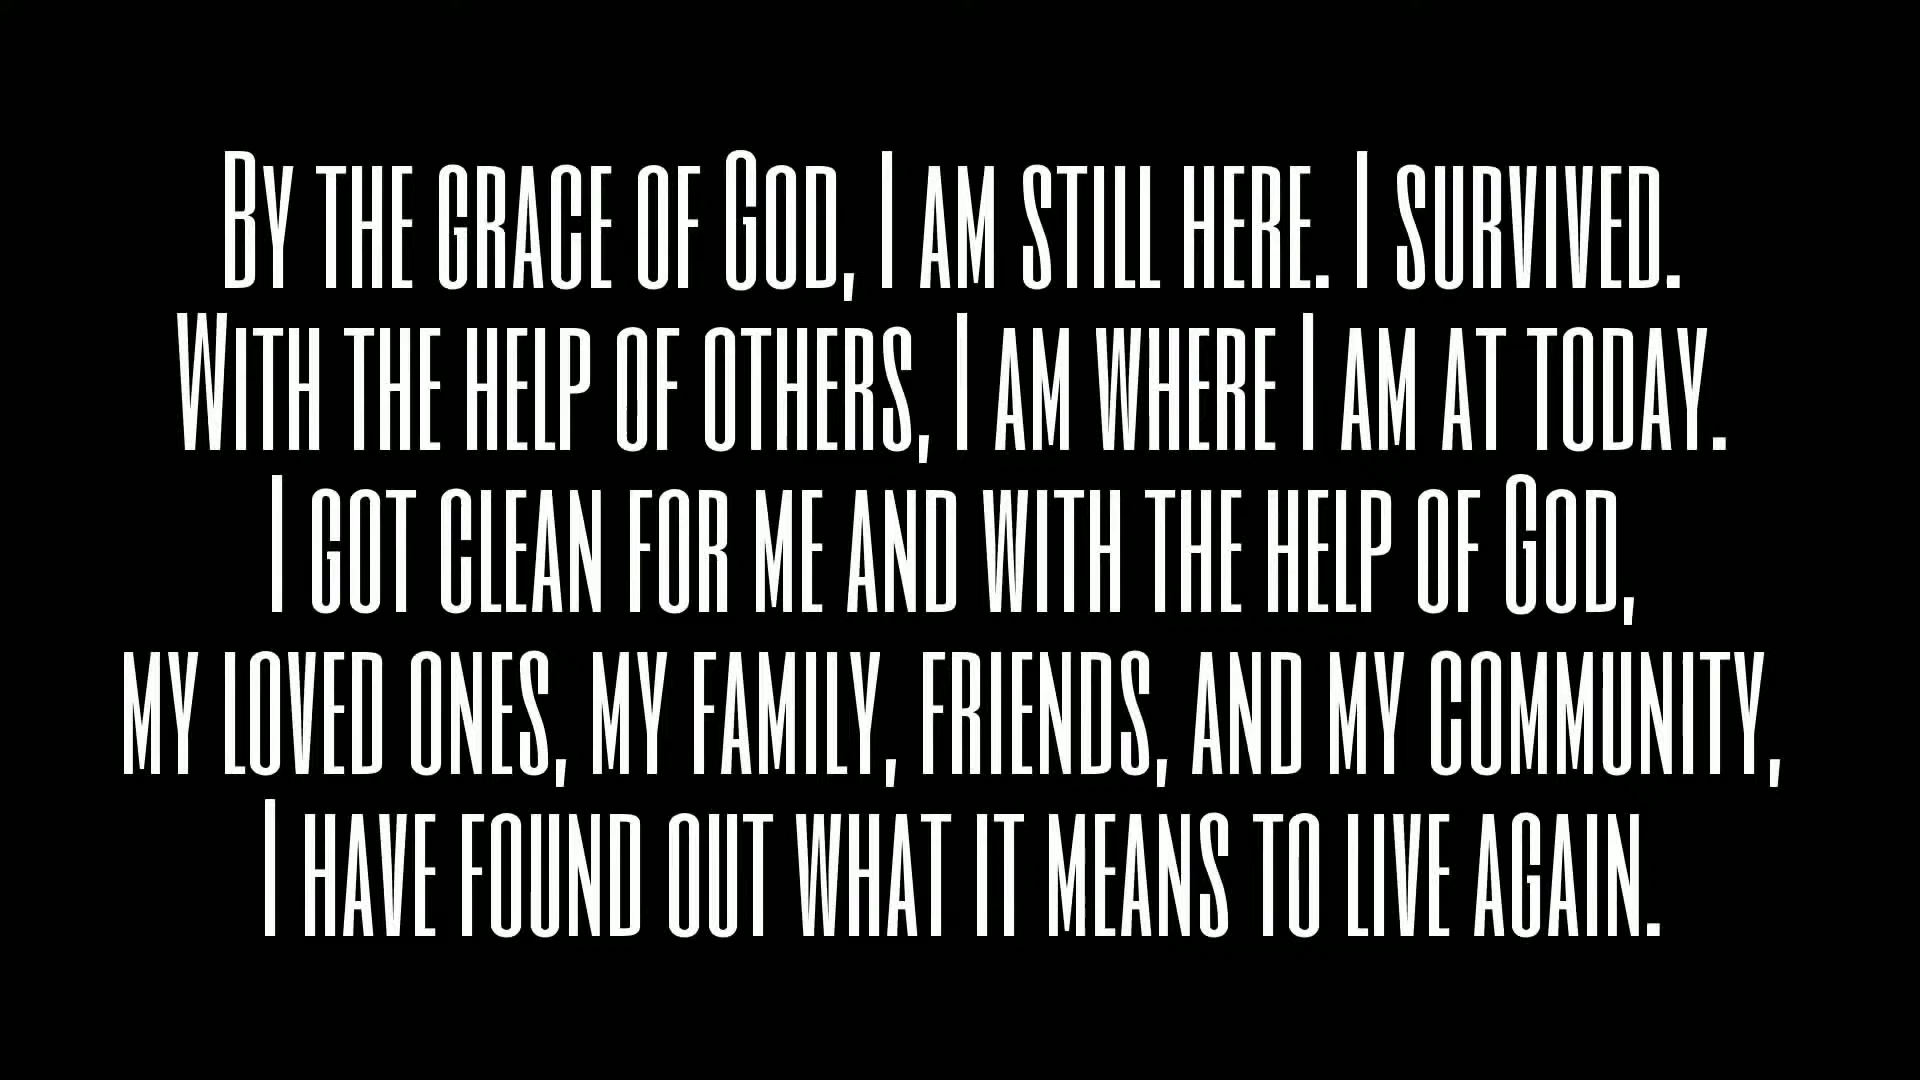 By the grace of God, I am still here. I survived.
With the help of others, I am where I am at today.
I got clean for me and with the help of God,
my loved ones, my family, friends, and my community,
I have found out what it means to live again.